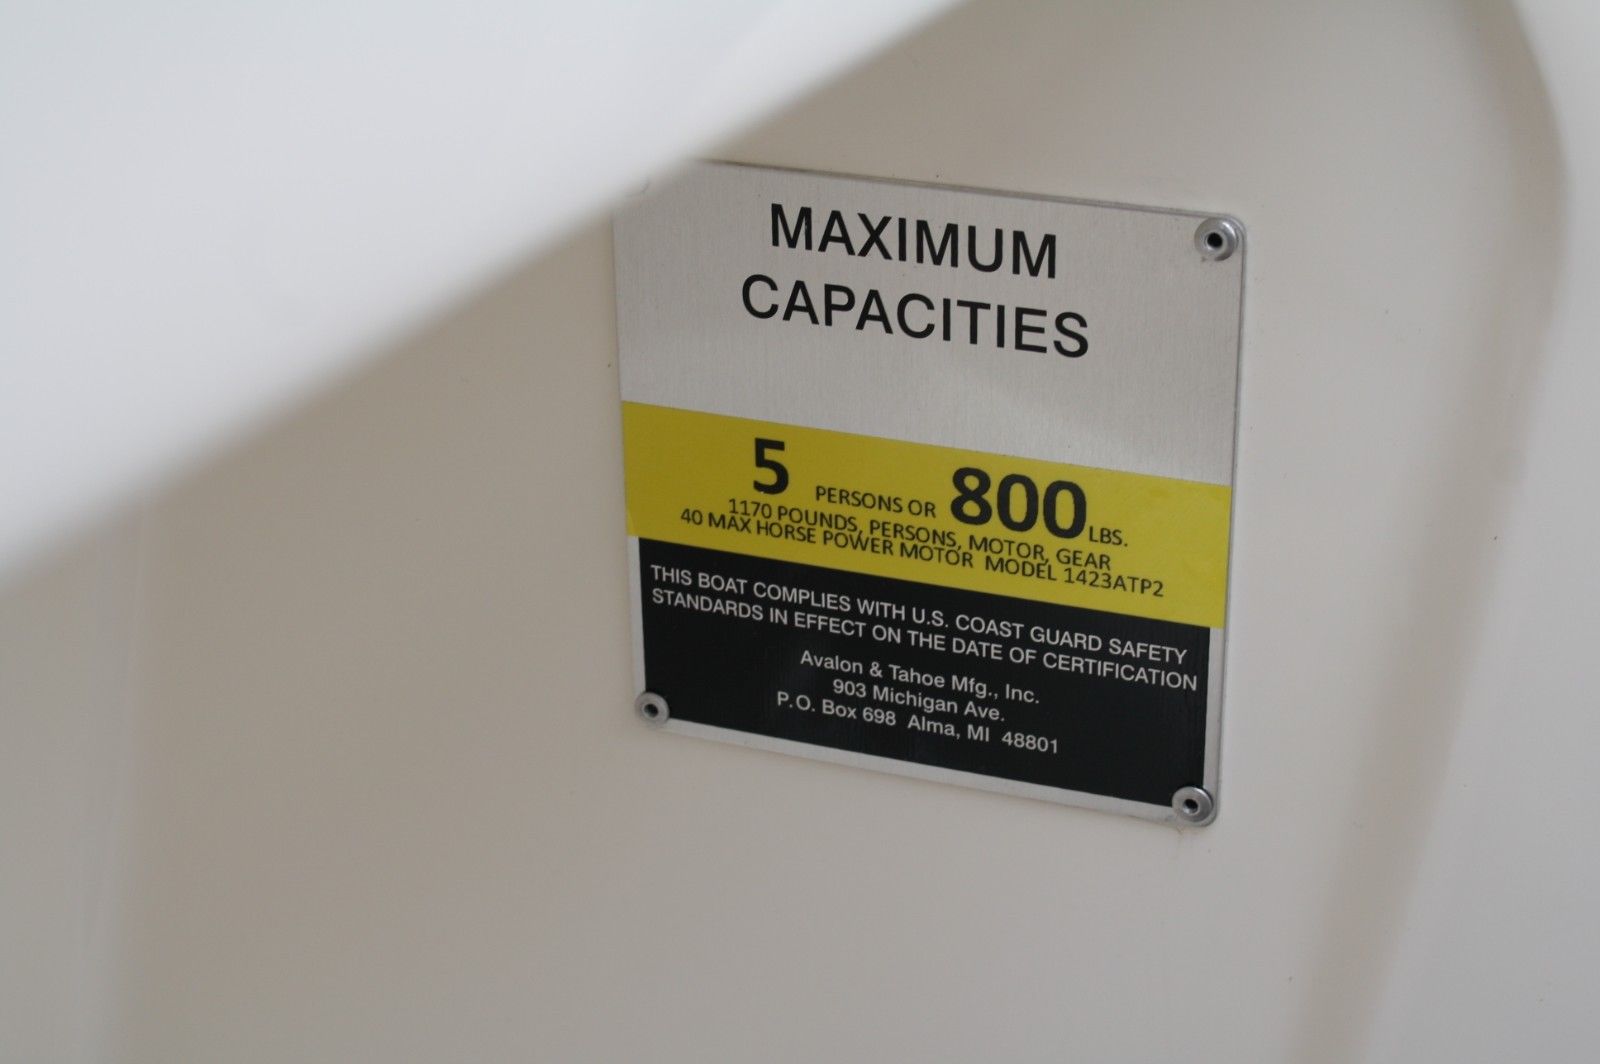 MAXIMUM
CAPACITIES
5 PERSONS OR 800 LBS.
1170 POUNDS, PERSONS, MOTOR, GEAR
40 MAX HORSE POWER MOTOR MODEL 1423ATP2
THIS BOAT COMPLIES WITH U.S. COAST GUARD SAFETY
STANDARDS IN EFFECT ON THE DATE OF CERTIFICATION
Avalon & Tahoe Mfg., Inc.
903 Michigan Ave.
P.O. Box 698 Alma, MI 48801